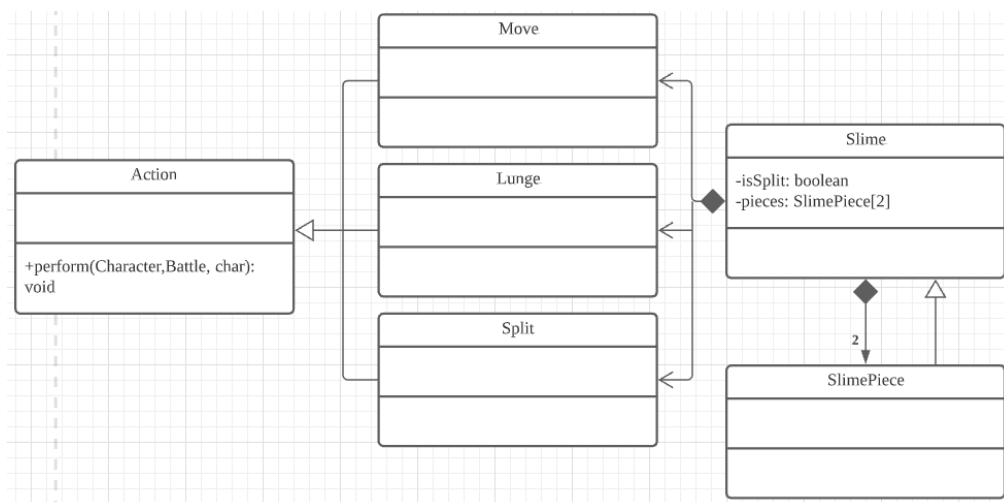 Move
Slime
-isSplit: boolean
-pieces: SlimePiece[2]
Action
+perform(Character,Battle, char):
void
Lunge
Split
2
SlimePiece